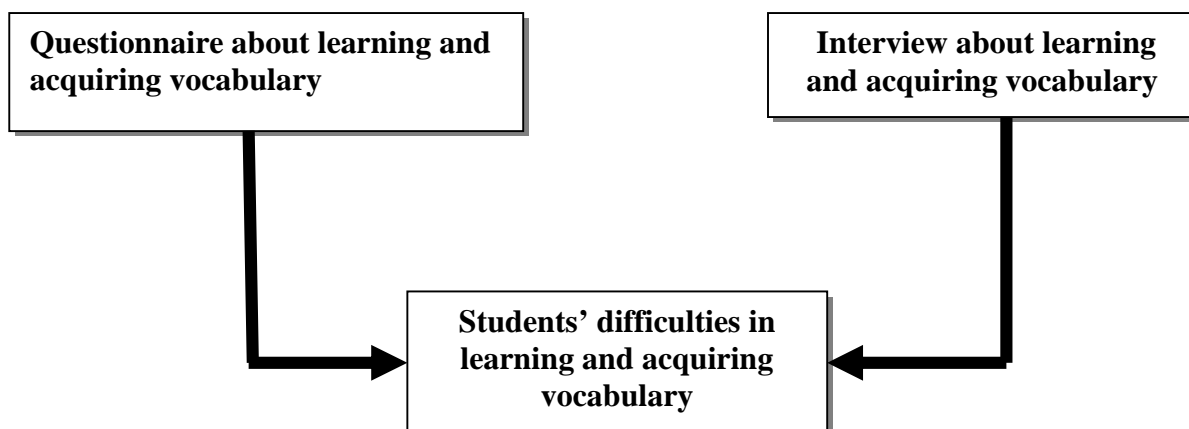 Questionnaire about learning and
acquiring vocabulary
Interview about learning
and acquiring vocabulary
Students’ difficulties in
learning and acquiring
vocabulary